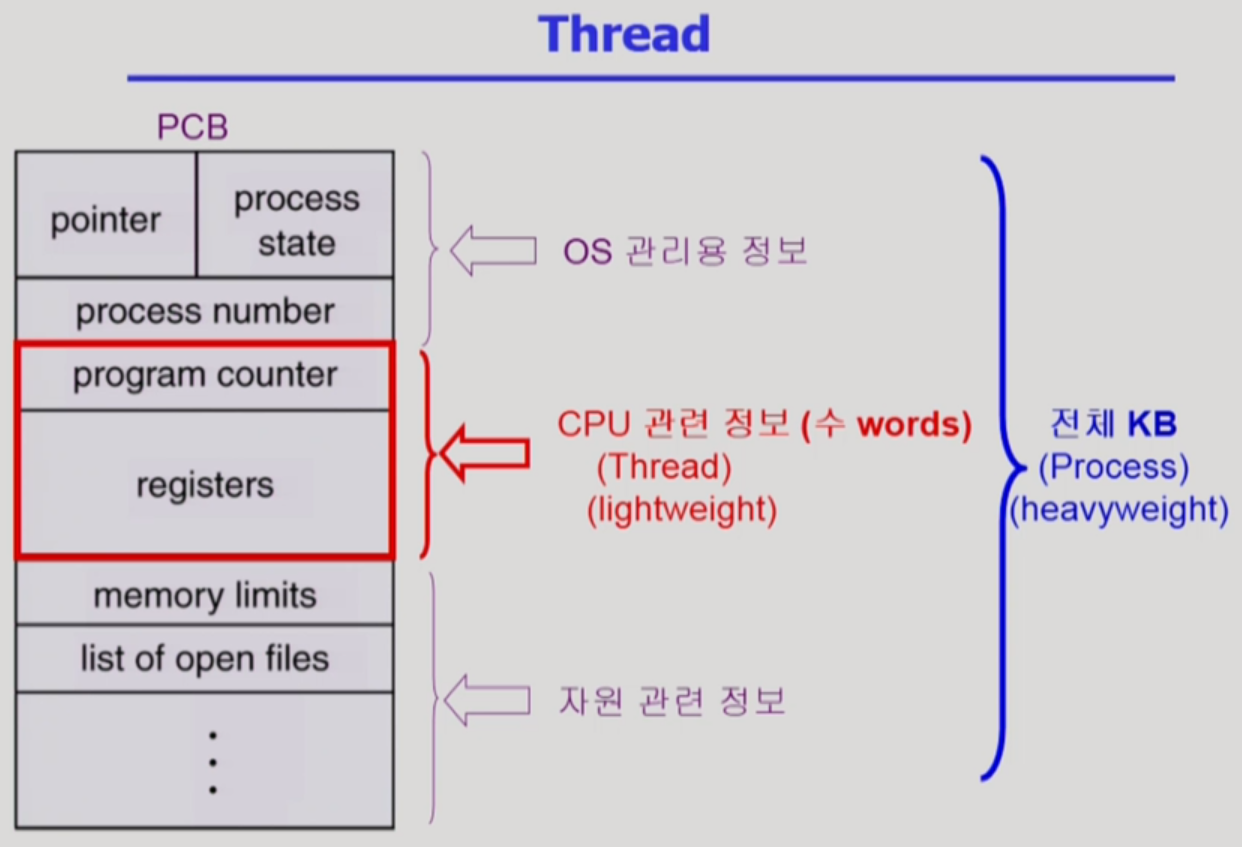 Thread
PCB
pointer
process
state
process number
program counter
registers
memory limits
list of open files
OS 관리용 정보
CPU 관련 정보 (수 words)
(Thread)
(lightweight)
자원 관련 정보
전체 KB
(Process)
(heavyweight)